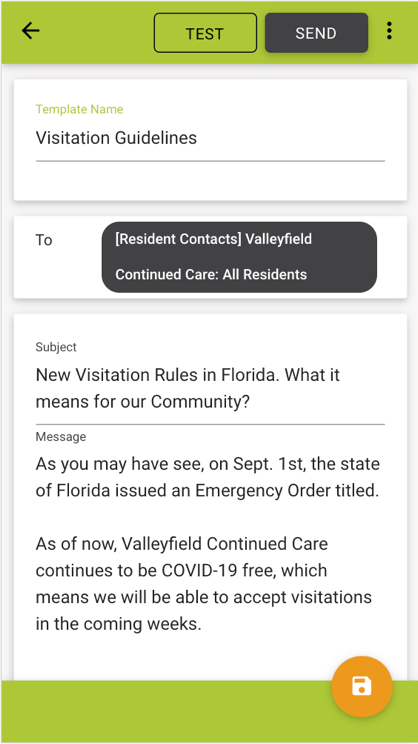 TEST
SEND
Template Name
Visitation Guidelines
To
[Resident Contacts] Valleyfield
Continued Care: All Residents
Subject
New Visitation Rules in Florida. What it
means for our Community?
Message
As you may have see, on Sept. 1st, the state
of Florida issued an Emergency Order titled.
As of now, Valleyfield Continued Care
continues to be COVID-19 free, which
means we will be able to accept visitations
in the coming weeks.